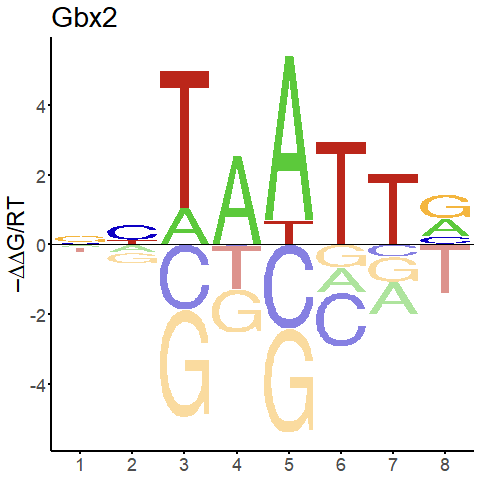 Gbx2
−ΔΔG/RT
4
2
0
-2
-4
G C T A A T T G
T A A T A
C
G A T C G C C T
G G G A G
C A
1 2 3 4 5 6 7 8